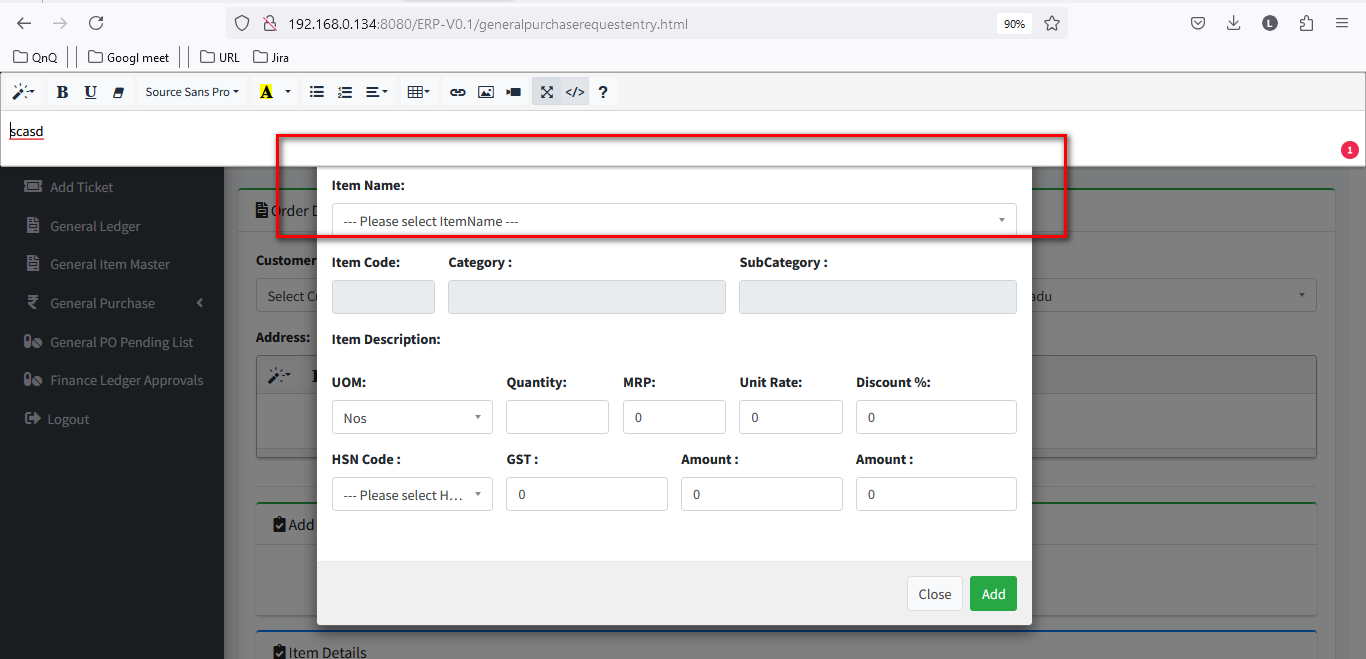 192.168.0.134:8080/ERP-V0.1/generalpurchaserequestentry.html 90% L
QnQ Googl meet URL Jira
B U Source Sans Pro A </> ?
scasd
1
Add Ticket
General Ledger
General Item Master
General Purchase
General PO Pending List
Finance Ledger Approvals
Logout
Order D
Customer
Select C
adu
Address:
Add
Item Details
Item Name:
--- Please select ItemName ---
Item Code: Category : SubCategory :
Item Description:
UOM: Quantity: MRP: Unit Rate: Discount %:
Nos 0 0 0
HSN Code : GST : Amount : Amount :
--- Please select H... 0 0 0
Close Add